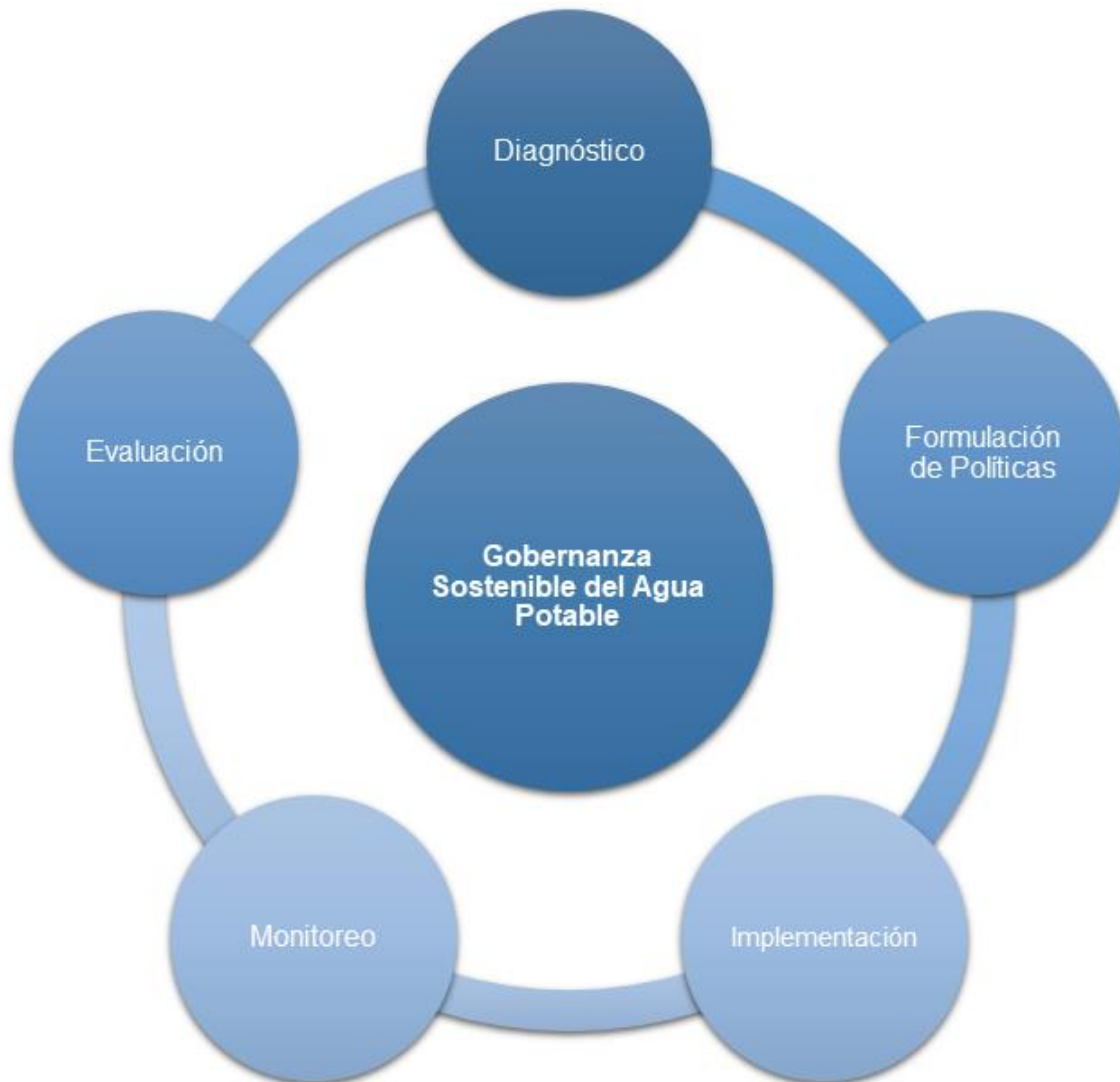 Diagnóstico
Formulación
de Políticas
Implementación
Monitoreo
Evaluación
Gobernanza
Sostenible del Agua
Potable